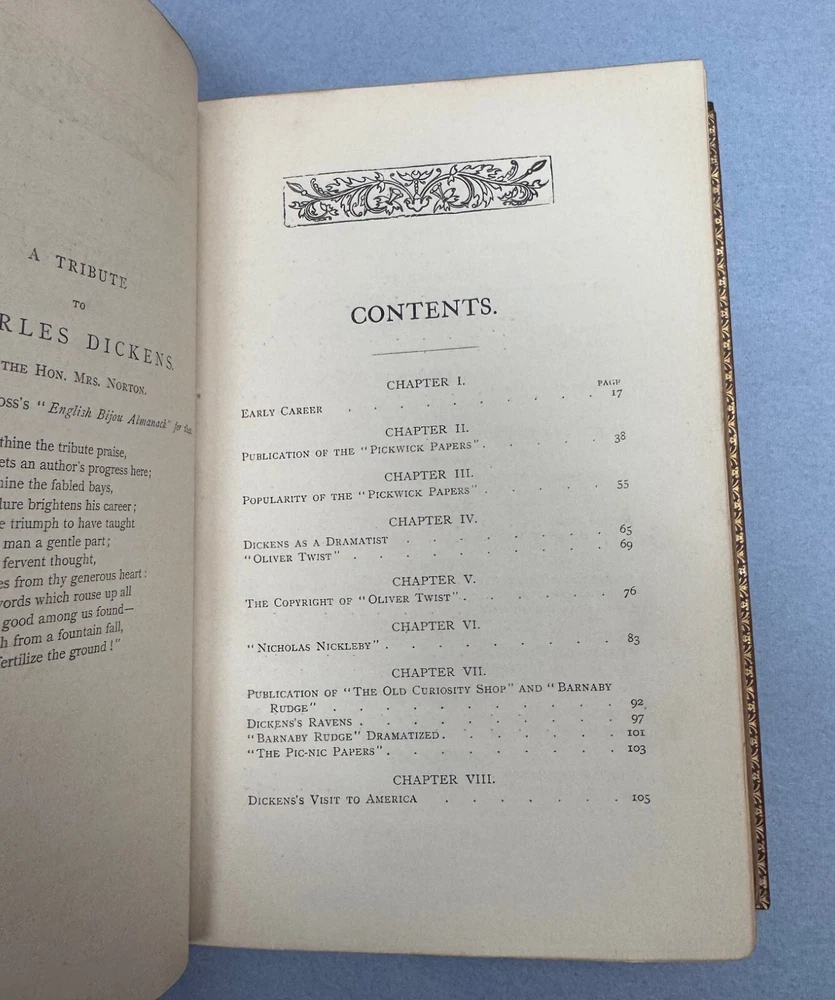 A TRIBUTE
TO
RLES DICKENS.
THE HON. MRS. NORTON.
OSS'S "English Bijou Almanack" for
thine the tribute praise,
ets an author's progress here;
hine the fabled bays,
lure brightens his career;
e triumph to have taught
man a gentle part;
fervent thought,
es from thy generous heart:
words which rouse up all
good among us found—
h from a fountain fall,
ertilize the ground!"
CONTENTS.
CHAPTER I.
PAGE
EARLY CAREER . . . . . . . . . 17
CHAPTER II.
PUBLICATION OF THE "PICKWICK PAPERS" . . . . 38
CHAPTER III.
POPULARITY OF THE "PICKWICK PAPERS" . . . . 55
CHAPTER IV.
DICKENS AS A DRAMATIST . . . . . . . 65
"OLIVER TWIST" . . . . . . . . 69
CHAPTER V.
THE COPYRIGHT OF "OLIVER TWIST" . . . . . 76
CHAPTER VI.
"NICHOLAS NICKLEBY" . . . . . . . 83
CHAPTER VII.
PUBLICATION OF "THE OLD CURIOSITY SHOP" AND "BARNABY
RUDGE" . . . . . . . . . 92
DICKENS'S RAVENS . . . . . . . . 97
"BARNABY RUDGE" DRAMATIZED . . . . . . 101
"THE PIC-NIC PAPERS" . . . . . . . 103
CHAPTER VIII.
DICKENS'S VISIT TO AMERICA . . . . . . 105